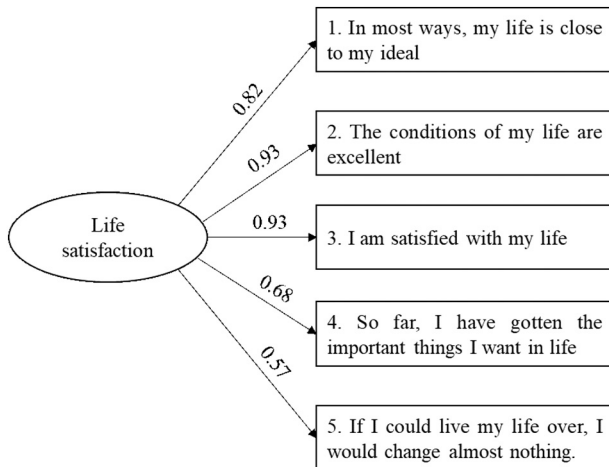 1. In most ways, my life is close
to my ideal
0.82
2. The conditions of my life are
excellent
0.93
Life
satisfaction
0.93
3. I am satisfied with my life
0.68
4. So far, I have gotten the
important things I want in life
0.57
5. If I could live my life over, I
would change almost nothing.